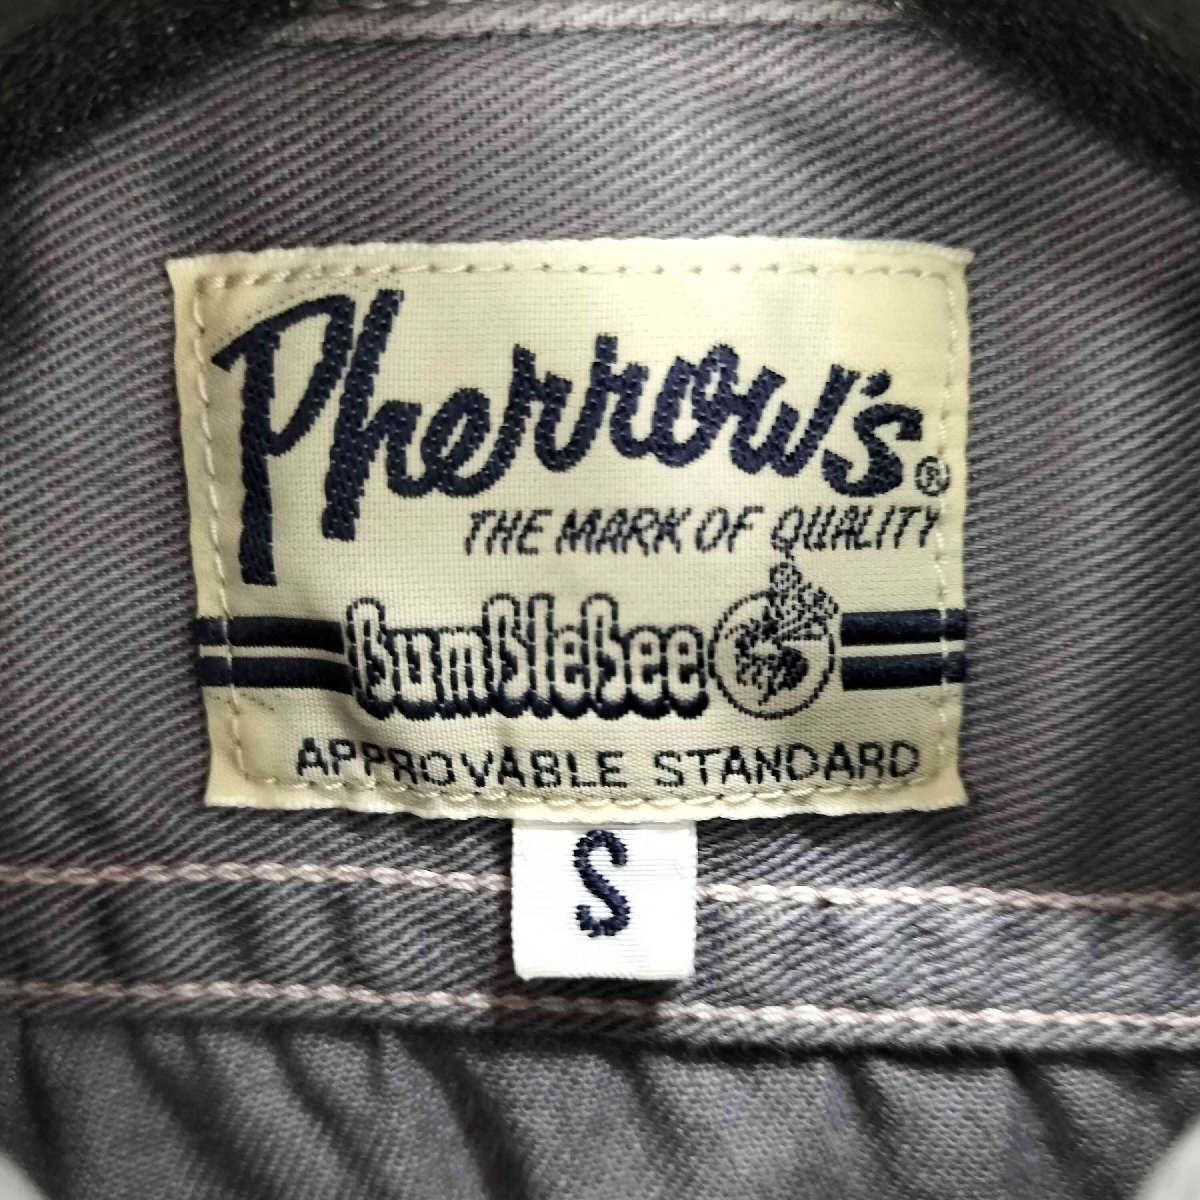 Pherrow's®
THE MARK OF QUALITY
BumBleBee
APPROVABLE STANDARD
S